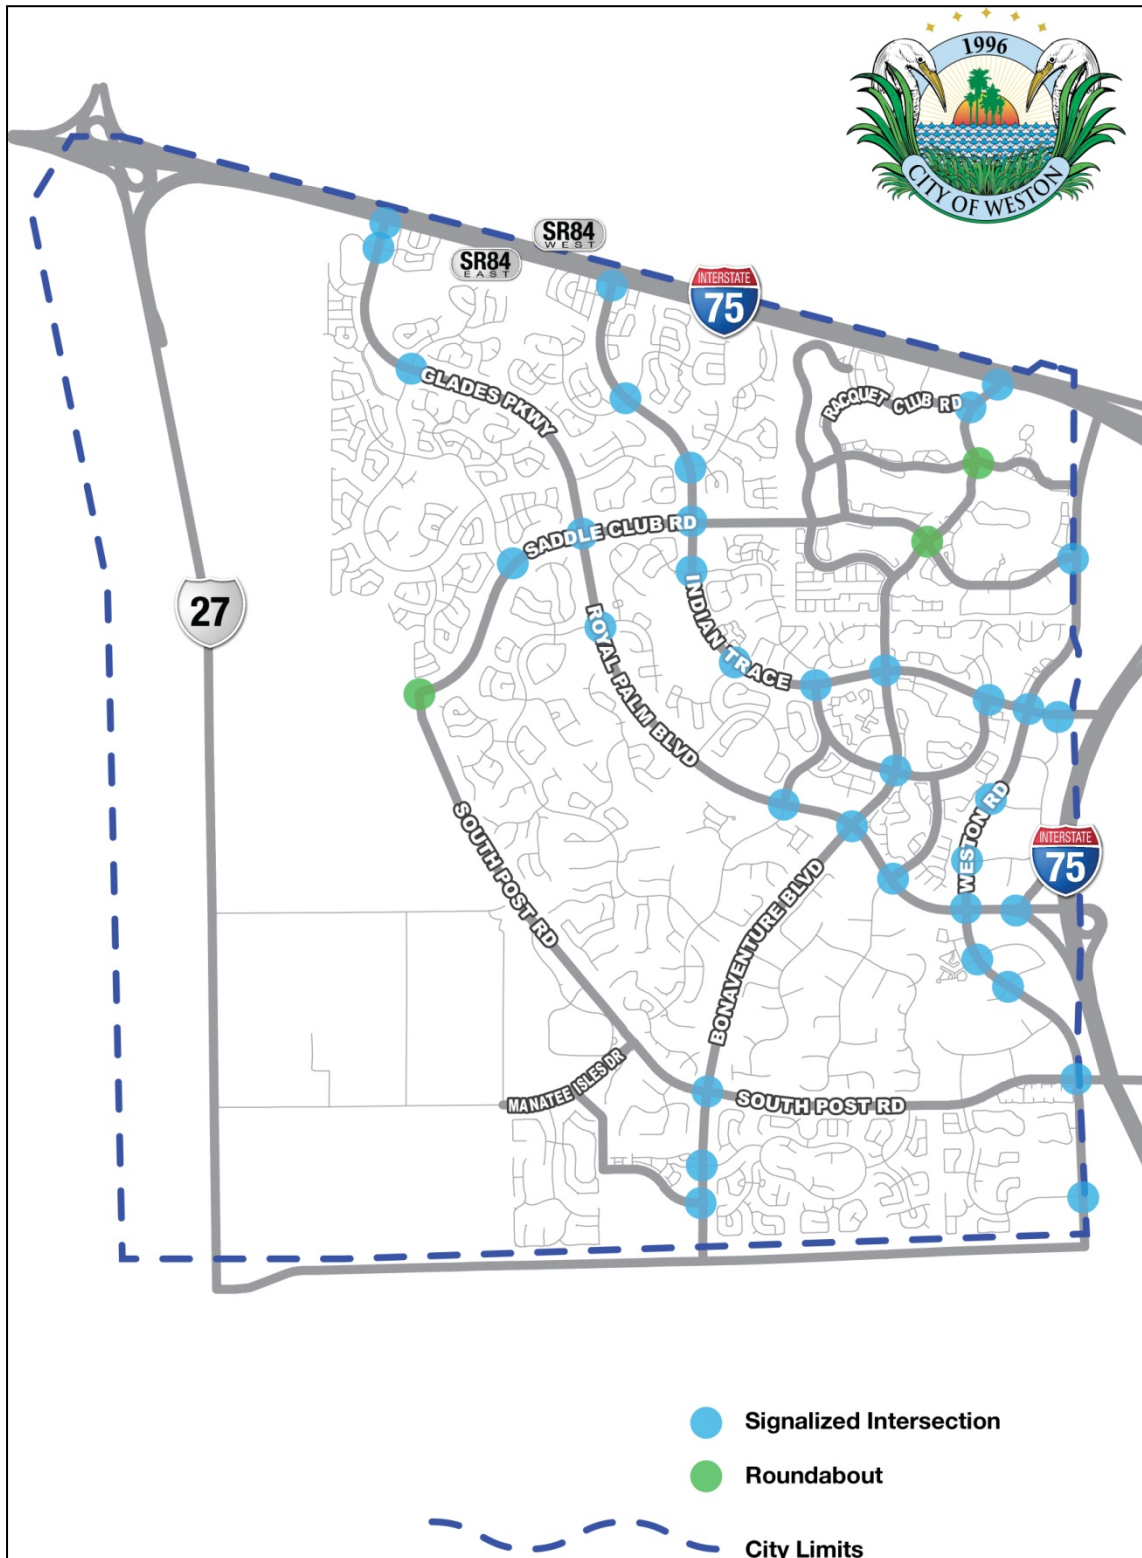 1996
CITY OF WESTON
SR84
WEST
SR84
EAST
INTERSTATE
75
RACQUET CLUB RD
GLADES PKWY
SADDLE CLUB RD
27
INDIAN TRACE
ROYAL PALM BLVD
WESTON RD
SOUTH POST RD
INTERSTATE
75
BONAVENTURE BLVD
MANATEE ISLES DR
SOUTH POST RD
Signalized Intersection
Roundabout
City Limits